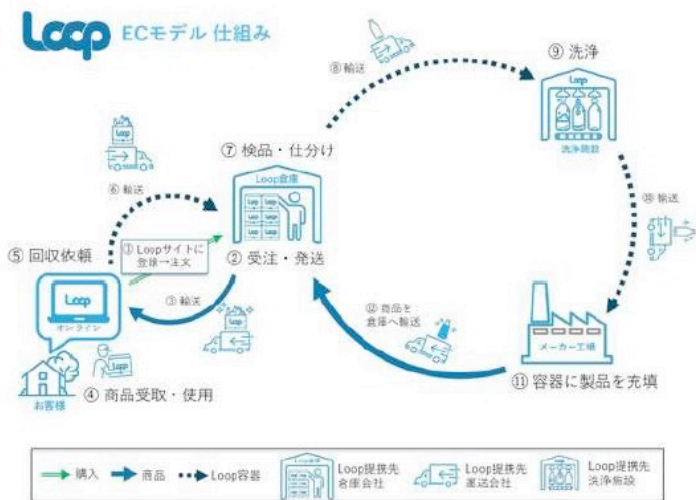 Loop ECモデル 仕組み
⑨ 洗浄
⑧ 輸送
Loop
洗浄施設
⑦ 検品・仕分け
Loop倉庫
⑥ 輸送
⑩ 輸送
① Loopサイトに
登録→注文
⑤ 回収依頼
② 受注・発送
Loop
オンライン
③ 輸送
⑫ 商品を
倉庫へ輸送
メーカー工場
Loop
お客様
④ 商品受取・使用
⑪ 容器に製品を充填
購入
商品
Loop容器
Loop提携先
倉庫会社
Loop提携先
運送会社
Loop提携先
洗浄施設